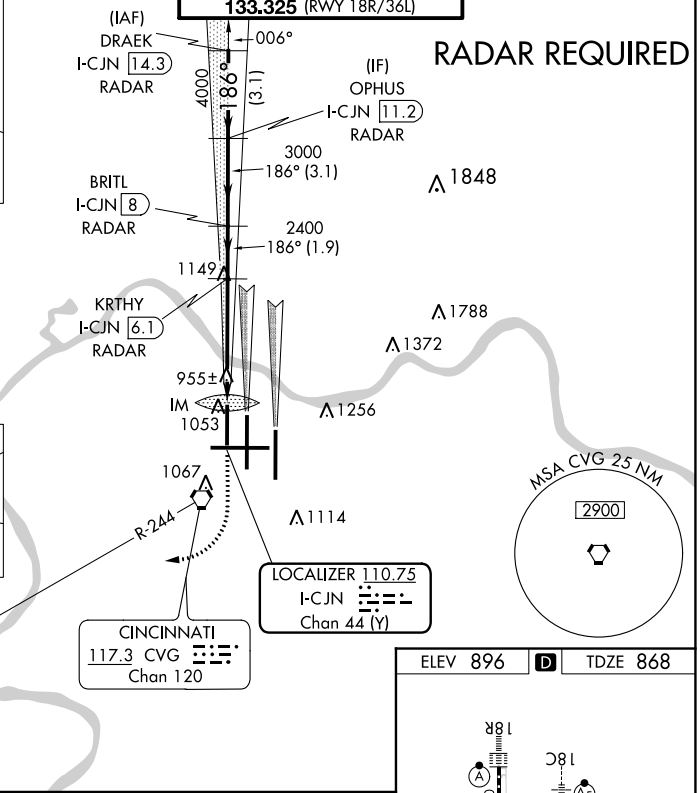 133.325 (RWY 18R/36L)
(IAF)
DRAEK
I-CJN 14.3
RADAR
006°
4000
186°
(3.1)
RADAR REQUIRED
(IF)
OPHUS
I-CJN 11.2
RADAR
3000
186° (3.1)
1848
BRITL
I-CJN 8
RADAR
2400
186° (1.9)
1149
KRTHY
I-CJN 6.1
RADAR
1788
1372
955±
IM
1053
1256
1067
R-244
1114
MSA CVG 25 NM
2900
LOCALIZER 110.75
I-CJN
Chan 44 (Y)
CINCINNATI
117.3 CVG
Chan 120
ELEV 896
D
TDZE 868
18R
18C
A